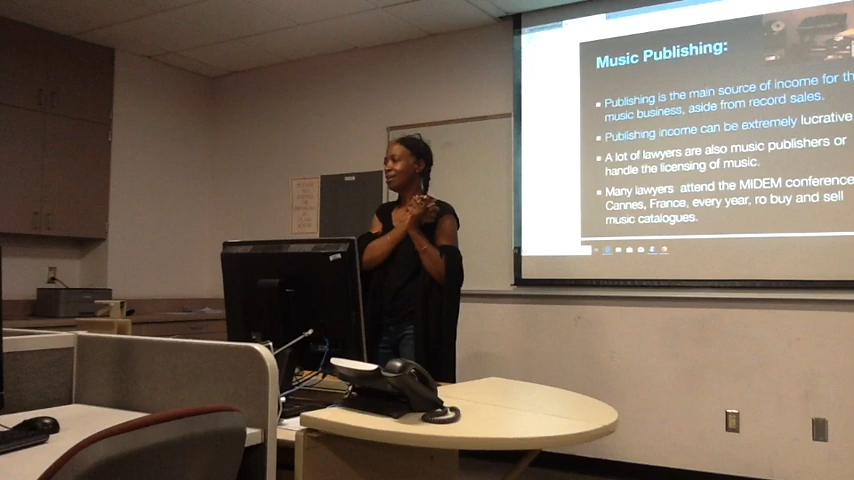 Music Publishing:
▪ Publishing is the main source of income for th
music business, aside from record sales.
▪ Publishing income can be extremely lucrative
▪ A lot of lawyers are also music publishers or
handle the licensing of music.
▪ Many lawyers attend the MIDEM conference
Cannes, France, every year, ro buy and sell
music catalogues.